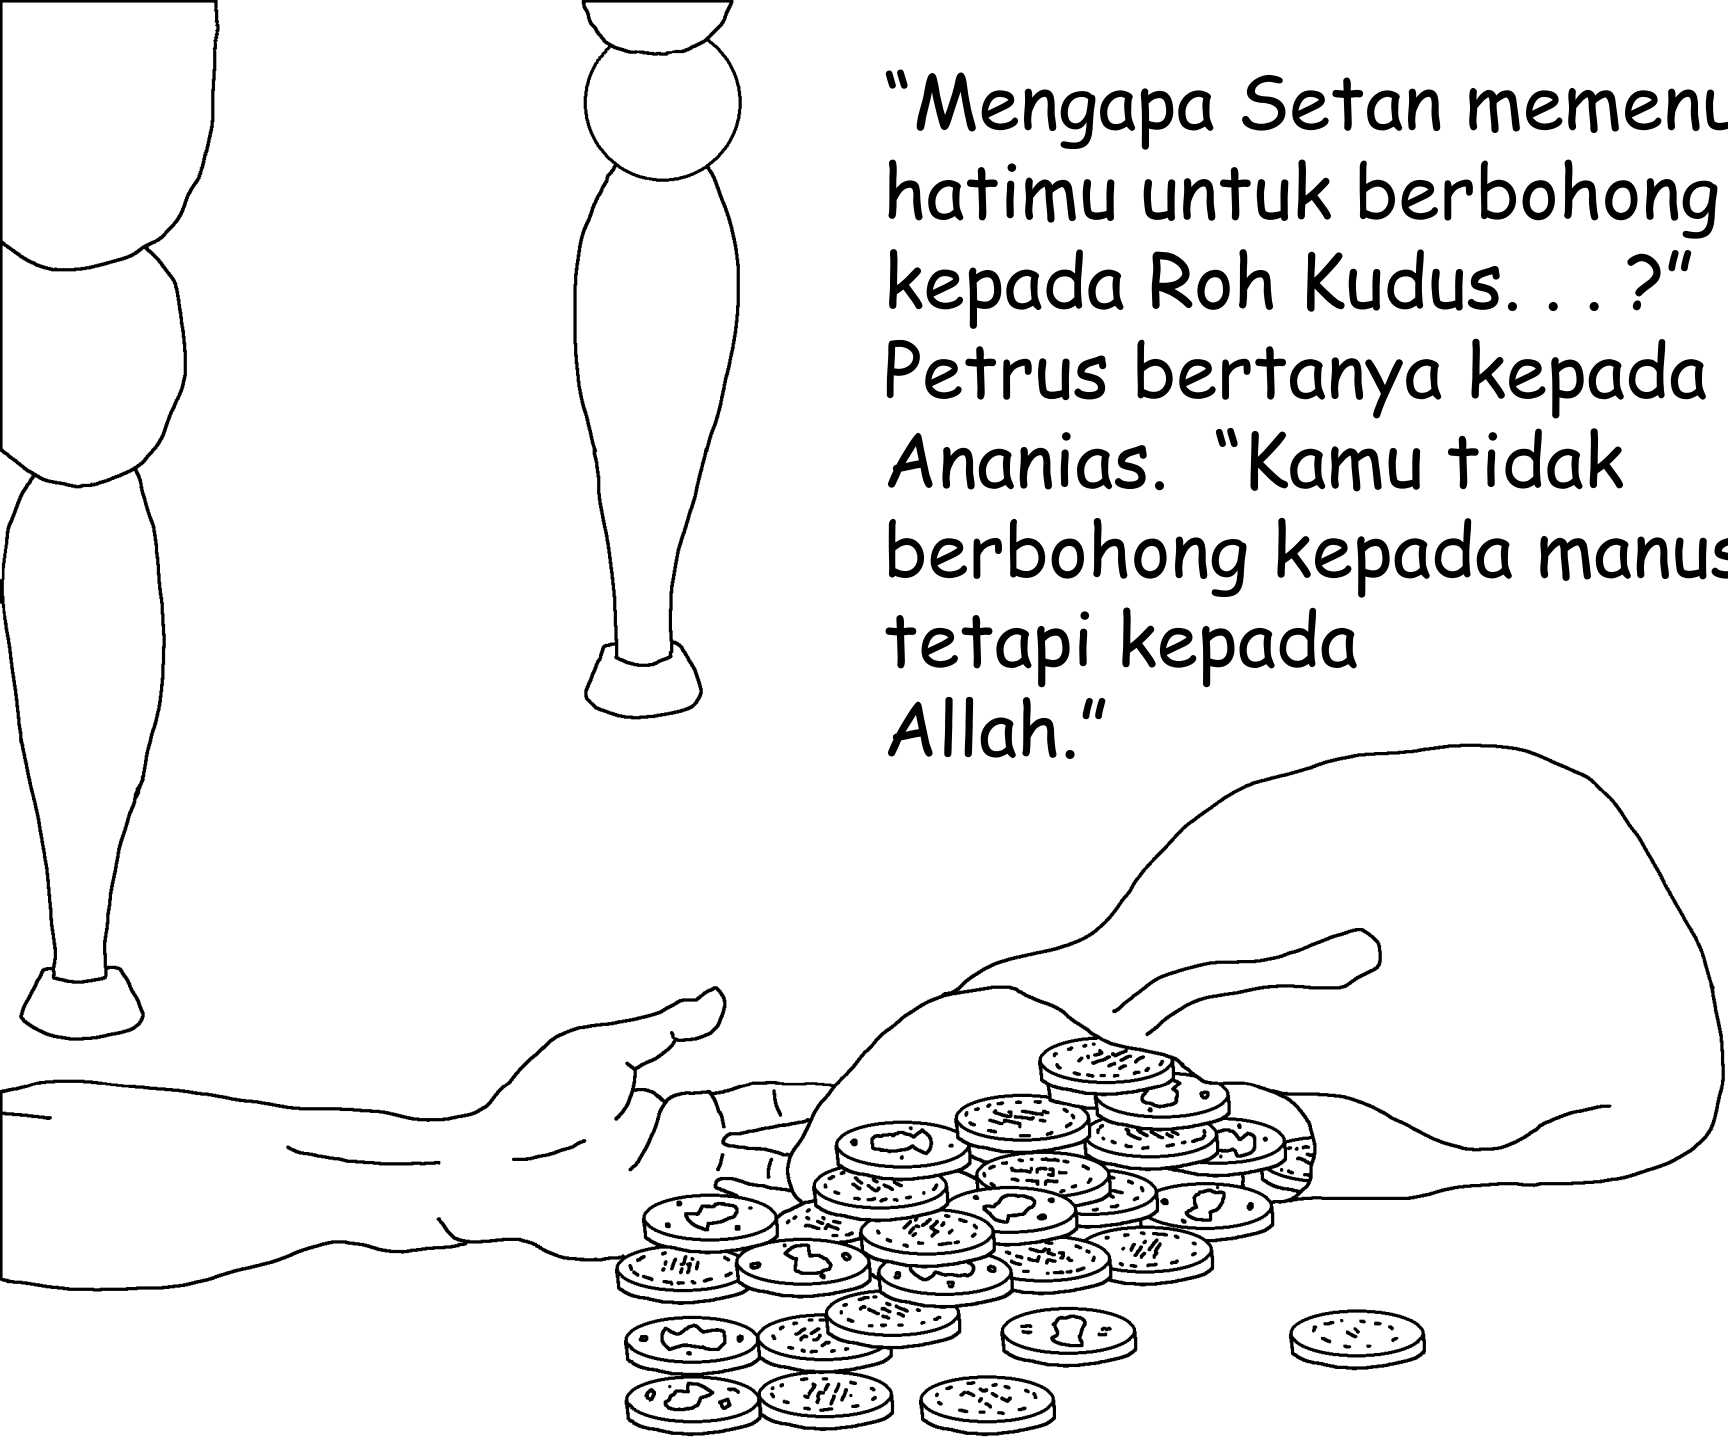 “Mengapa Setan memenu
hatimu untuk berbohong
kepada Roh Kudus. . . ?”
Petrus bertanya kepada
Ananias.  “Kamu tidak
berbohong kepada manus
tetapi kepada
Allah.”